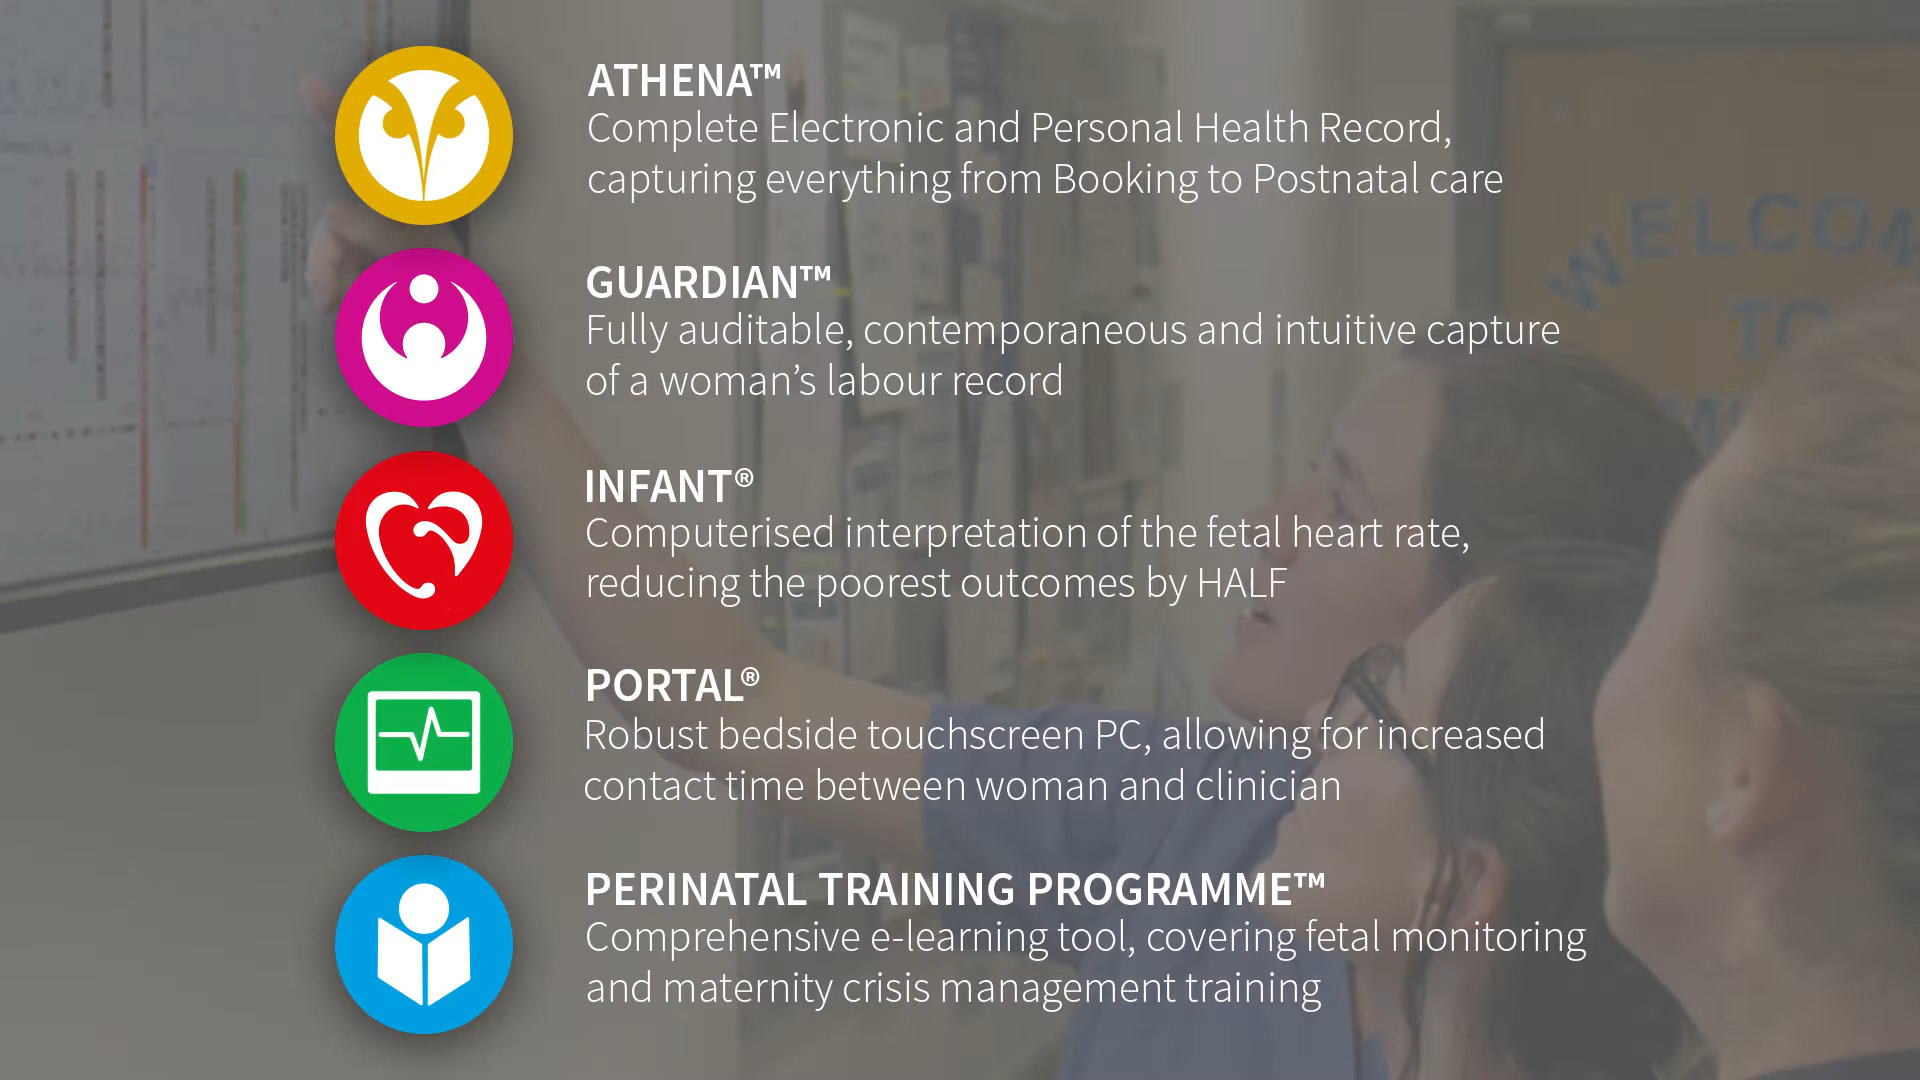 ATHENA™
Complete Electronic and Personal Health Record,
capturing everything from Booking to Postnatal care
GUARDIAN™
Fully auditable, contemporaneous and intuitive capture
of a woman’s labour record
INFANT®
Computerised interpretation of the fetal heart rate,
reducing the poorest outcomes by HALF
PORTAL®
Robust bedside touchscreen PC, allowing for increased
contact time between woman and clinician
PERINATAL TRAINING PROGRAMME™
Comprehensive e-learning tool, covering fetal monitoring
and maternity crisis management training
WELCOM
TO